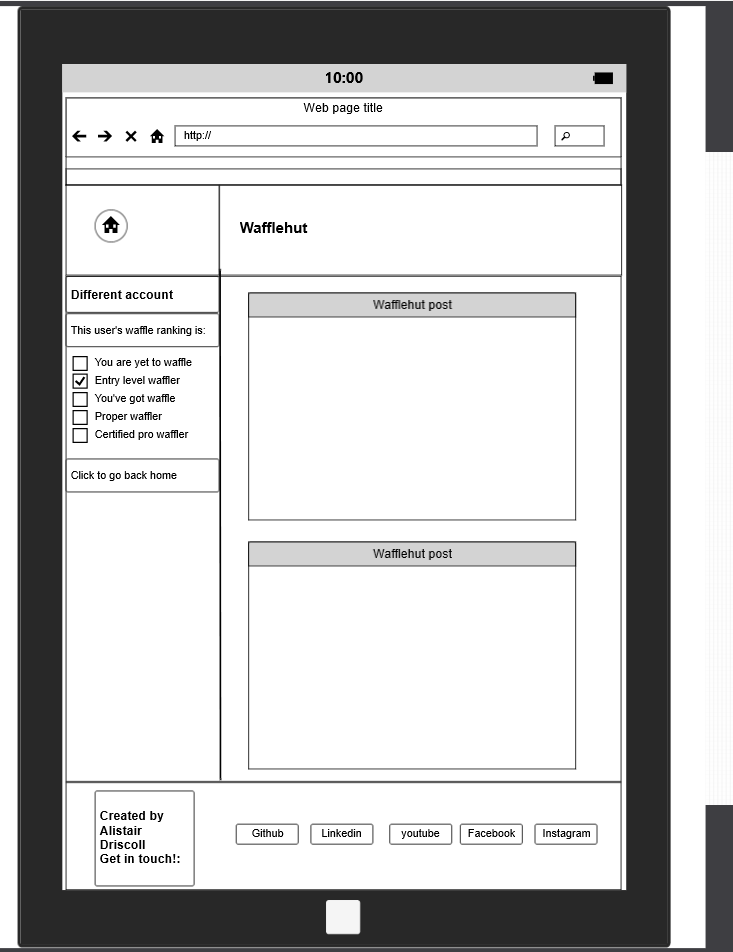 10:00
Web page title
http://
Wafflehut
Different account
This user's waffle ranking is:
You are yet to waffle
Entry level waffler
You've got waffle
Proper waffler
Certified pro waffler
Click to go back home
Wafflehut post
Wafflehut post
Created by
Alistair
Driscoll
Get in touch!:
Github
Linkedin
youtube
Facebook
Instagram